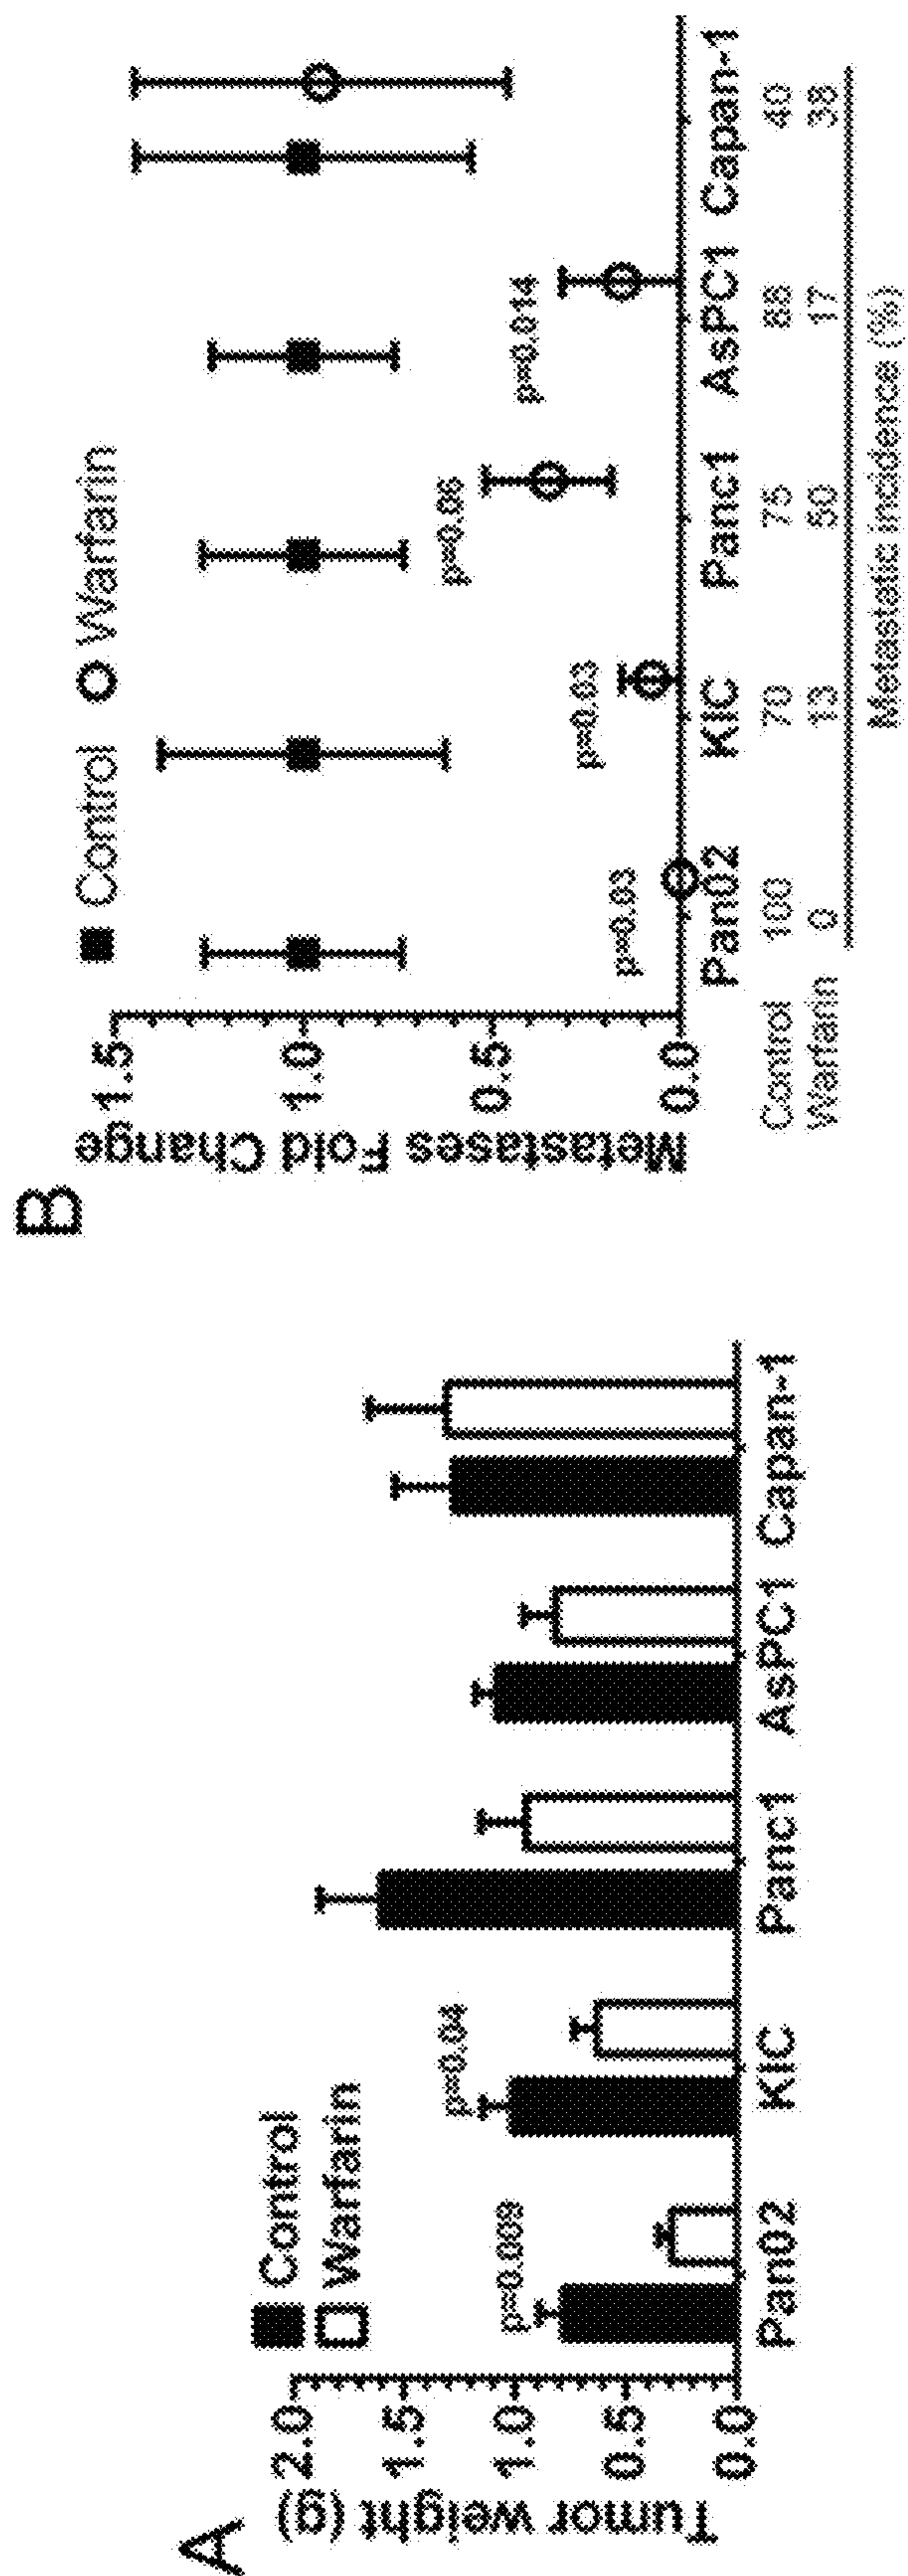 A
Control
Warfarin
Tumor weight (g)
2.0
1.5
1.0
0.5
0.0
p=0.009
p=0.04
Pan02 KIC Panc1 AsPC1 Capan-1
B
Control Warfarin
Metastases Fold Change
1.5
1.0
0.5
0.0
p=0.03
p=0.03
p=0.06
p=0.014
Pan02 KIC Panc1 AsPC1 Capan-1
Control 100 70 75 88 40
Warfarin 0 13 50 17 38
Metastatic incidence (%)